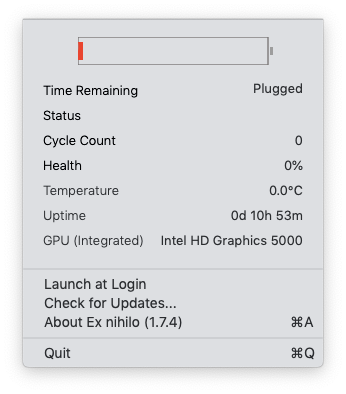 Time Remaining Plugged
Status
Cycle Count 0
Health 0%
Temperature 0.0°C
Uptime 0d 10h 53m
GPU (Integrated) Intel HD Graphics 5000
Launch at Login
Check for Updates...
About Ex nihilo (1.7.4) ⌘A
Quit ⌘Q